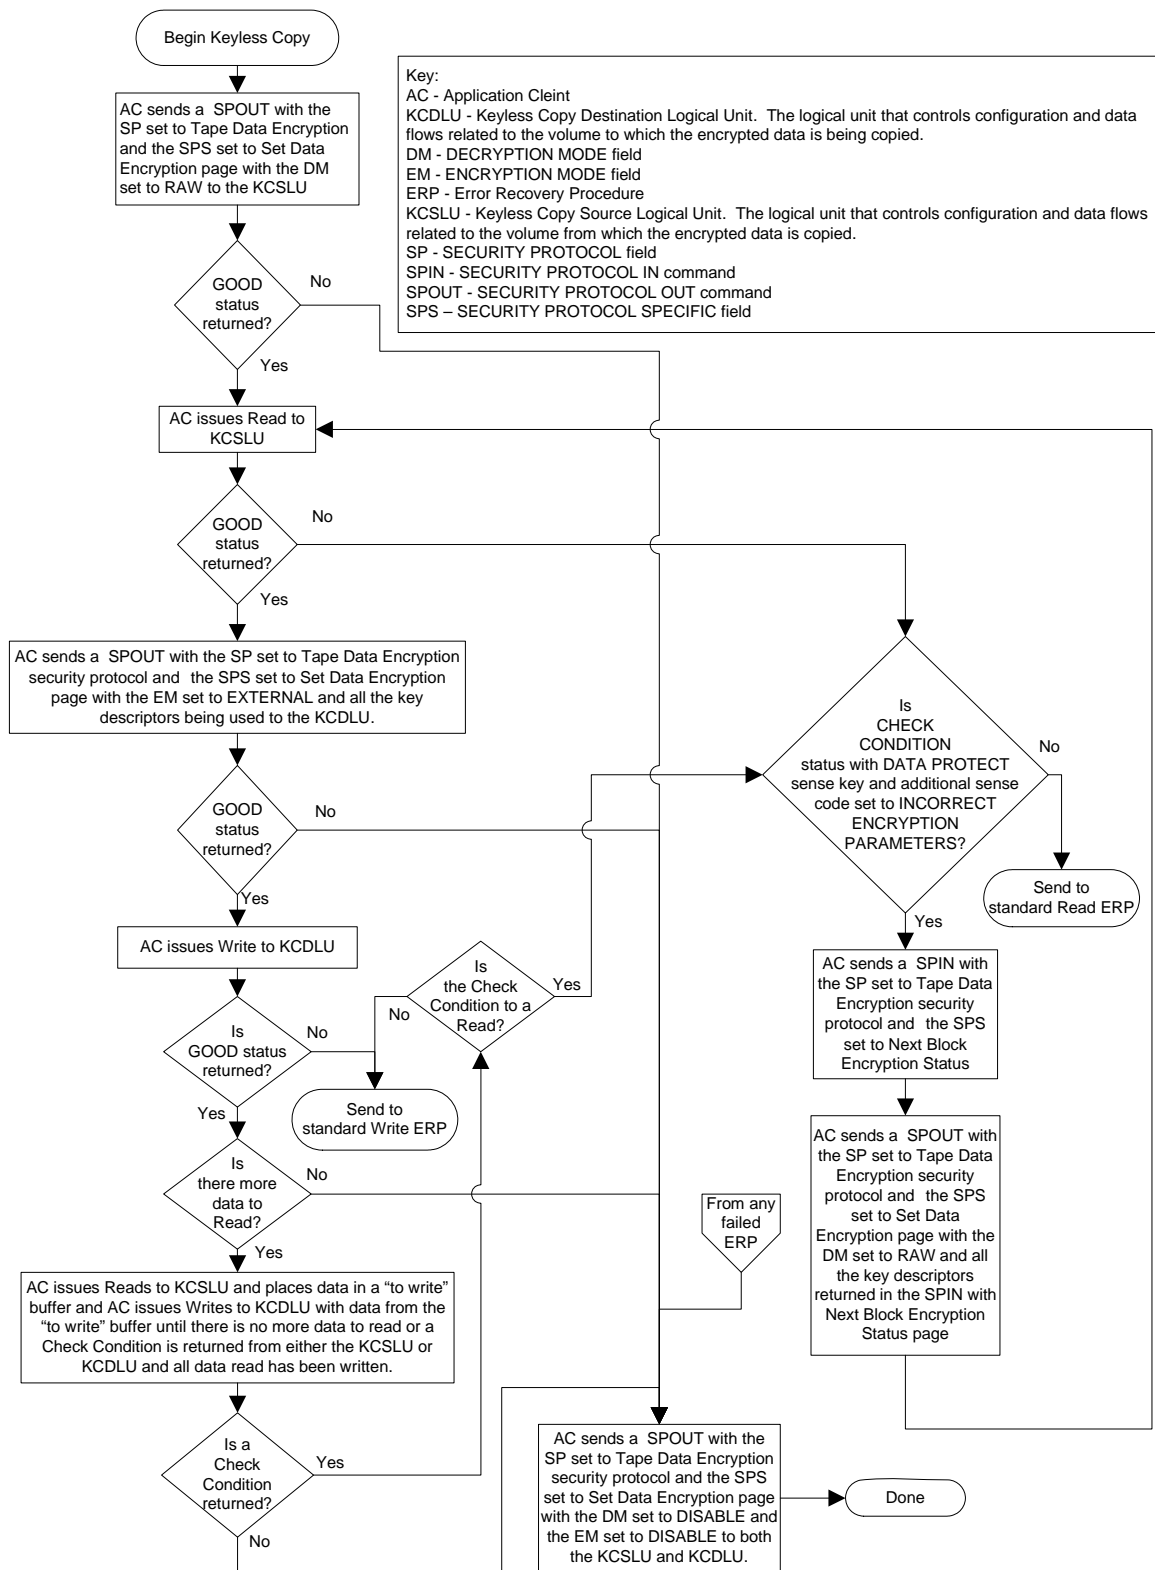 Begin Keyless Copy
AC sends a SPOUT with the
SP set to Tape Data Encryption
and the SPS set to Set Data
Encryption page with the DM
set to RAW to the KCSLU
Key:
AC - Application Cleint
KCDLU - Keyless Copy Destination Logical Unit. The logical unit that controls configuration and data
flows related to the volume to which the encrypted data is being copied.
DM - DECRYPTION MODE field
EM - ENCRYPTION MODE field
ERP - Error Recovery Procedure
KCSLU - Keyless Copy Source Logical Unit. The logical unit that controls configuration and data flows
related to the volume from which the encrypted data is copied.
SP - SECURITY PROTOCOL field
SPIN - SECURITY PROTOCOL IN command
SPOUT - SECURITY PROTOCOL OUT command
SPS – SECURITY PROTOCOL SPECIFIC field
GOOD
status
returned?
No
Yes
AC issues Read to
KCSLU
GOOD
status
returned?
No
Yes
AC sends a SPOUT with the SP set to Tape Data Encryption
security protocol and the SPS set to Set Data Encryption
page with the EM set to EXTERNAL and all the key
descriptors being used to the KCDLU.
Is
CHECK
CONDITION
status with DATA PROTECT
sense key and additional sense
code set to INCORRECT
ENCRYPTION
PARAMETERS?
No
Yes
Send to
standard Read ERP
GOOD
status
returned?
No
Yes
AC issues Write to KCDLU
Is
the Check
Condition to a
Read?
Yes
No
AC sends a SPIN with
the SP set to Tape Data
Encryption security
protocol and the SPS
set to Next Block
Encryption Status
Is
GOOD status
returned?
No
Yes
Send to
standard Write ERP
AC sends a SPOUT with
the SP set to Tape Data
Encryption security
protocol and the SPS
set to Set Data
Encryption page with the
DM set to RAW and all
the key descriptors
returned in the SPIN with
Next Block Encryption
Status page
Is
there more
data to
Read?
No
Yes
From any
failed
ERP
AC issues Reads to KCSLU and places data in a “to write”
buffer and AC issues Writes to KCDLU with data from the
“to write” buffer until there is no more data to read or a
Check Condition is returned from either the KCSLU or
KCDLU and all data read has been written.
Is a
Check
Condition
returned?
Yes
No
AC sends a SPOUT with the
SP set to Tape Data Encryption
security protocol and the SPS
set to Set Data Encryption page
with the DM set to DISABLE and
the EM set to DISABLE to both
the KCSLU and KCDLU.
Done